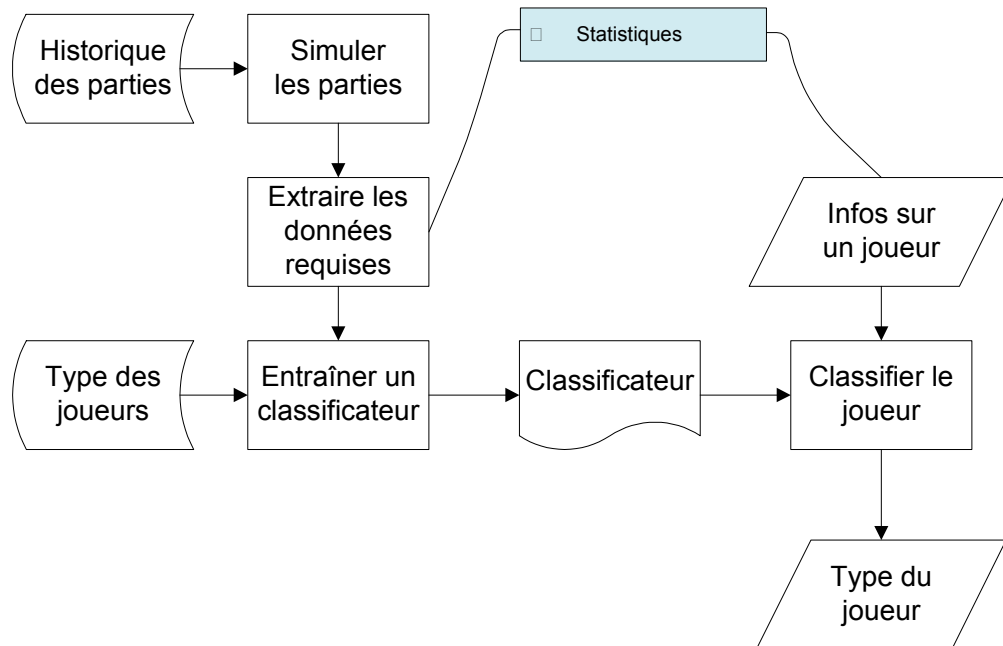 Historique
des parties
Simuler
les parties
Statistiques
Extraire les
données
requises
Infos sur
un joueur
Type des
joueurs
Entraîner un
classificateur
Classificateur
Classifier le
joueur
Type du
joueur